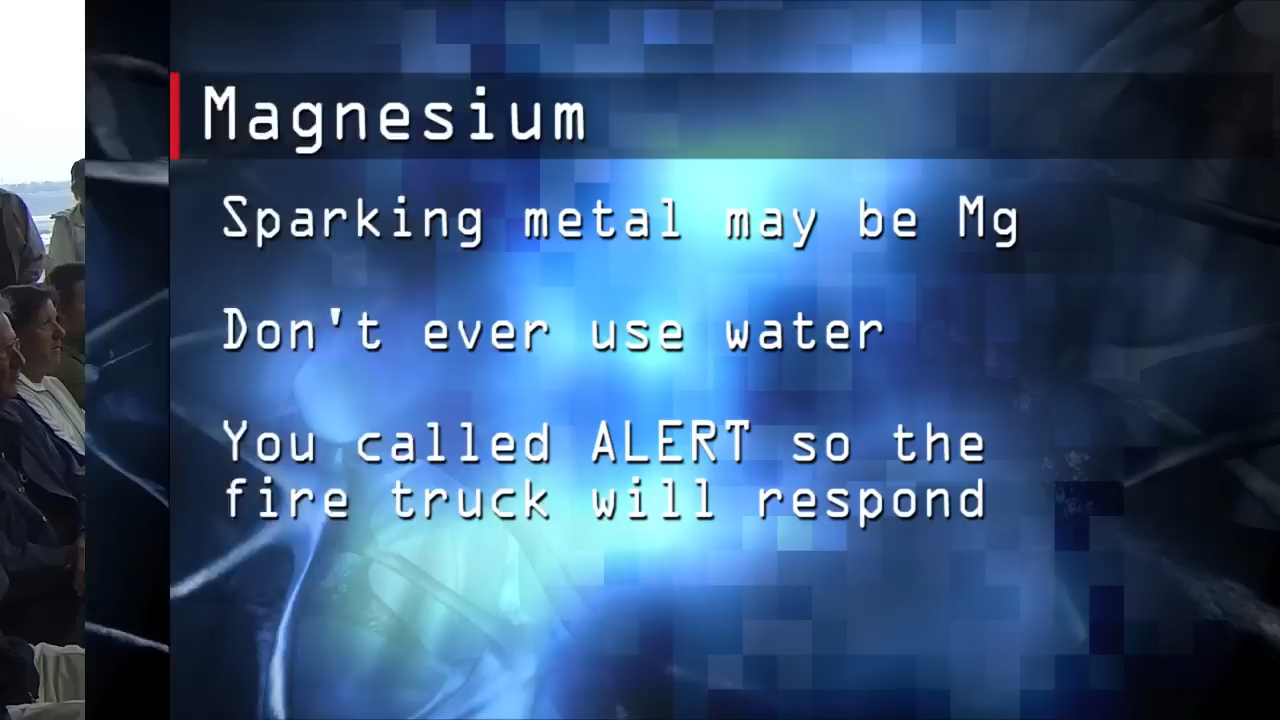 Magnesium
Sparking metal may be Mg
Don't ever use water
You called ALERT so the
fire truck will respond